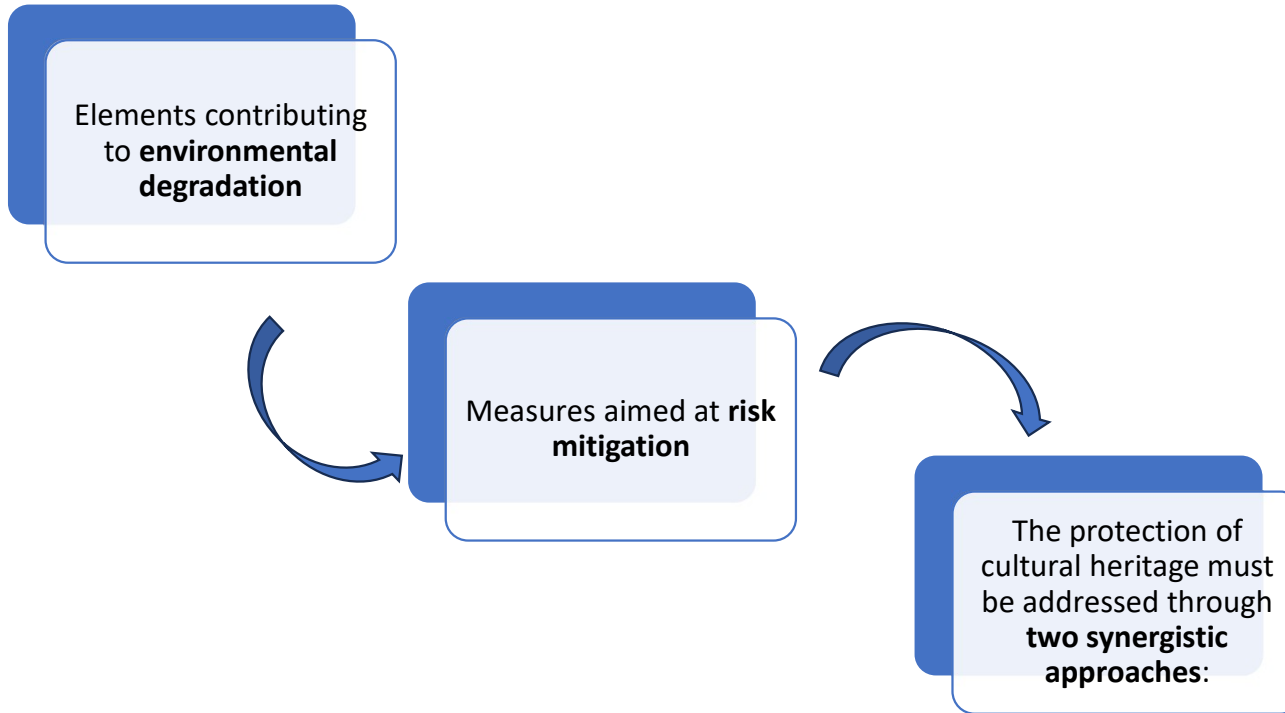 Elements contributing
to environmental
degradation
Measures aimed at risk
mitigation
The protection of
cultural heritage must
be addressed through
two synergistic
approaches: